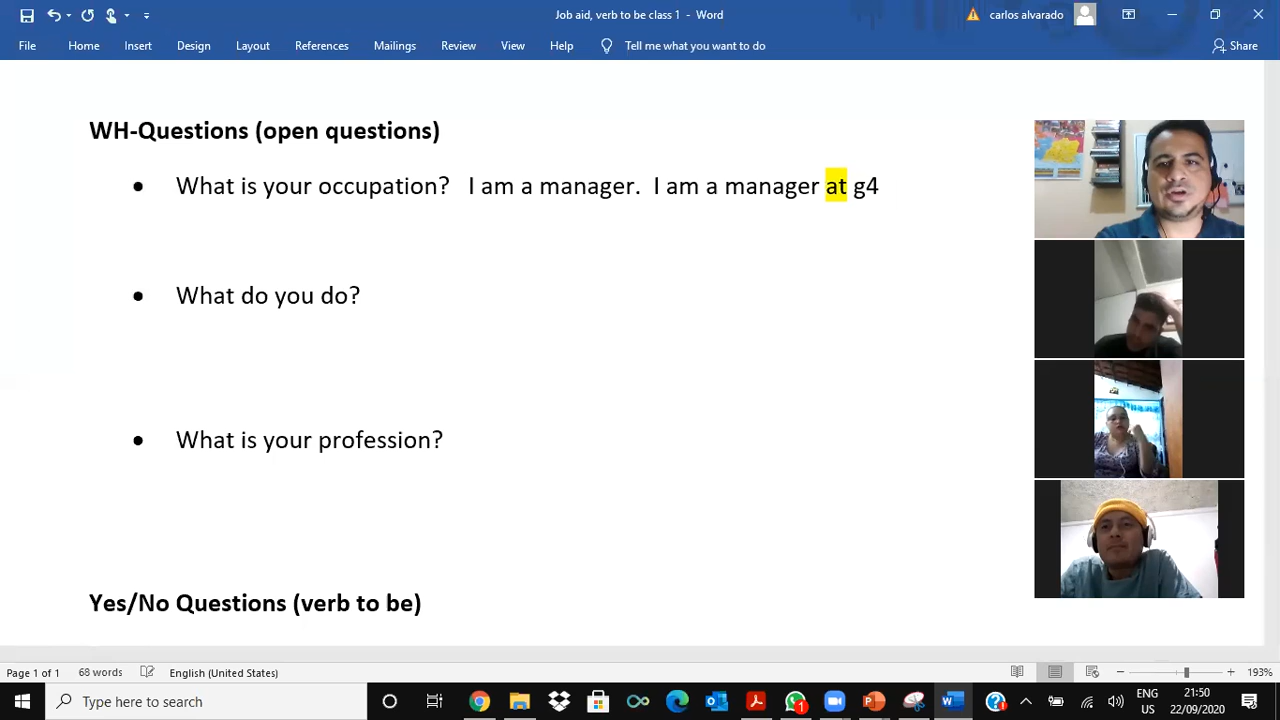 Job aid, verb to be class 1 - Word
carlos alvarado
File Home Insert Design Layout References Mailings Review View Help Tell me what you want to do Share
WH-Questions (open questions)
• What is your occupation? I am a manager. I am a manager at g4
• What do you do?
• What is your profession?
Yes/No Questions (verb to be)
Page 1 of 1 68 words English (United States) 193%
Type here to search
1
ENG
US
21:50
22/09/2020